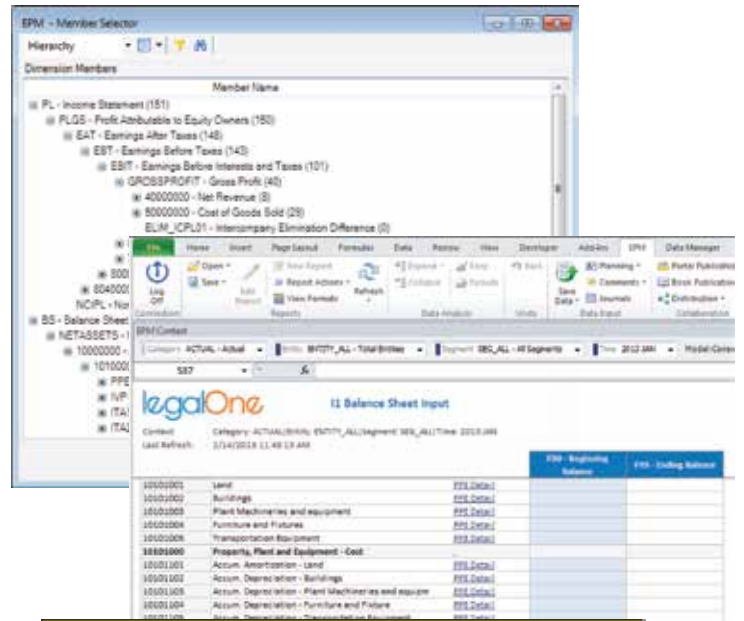 EPM - Member Selector
Hierarchy
Dimension Members
Member Name
PL - Income Statement (151)
PLGS - Profit Attributable to Equity Owners (150)
EAT - Earnings After Taxes (148)
EBT - Earnings Before Taxes (143)
EBIT - Earnings Before Interests and Taxes (101)
GROSSPROFIT - Gross Profit (40)
40000000 - Net Revenue (8)
50000000 - Cost of Goods Sold (29)
ELIM_ICPL01 - Intercompany Elimination Difference (0)
800
804000
NCIPL - Nor
BS - Balance Sheet
NETASSETS -
10000000 -
101000
PPE
IVP
ITA
ITA
File Home Insert Page Layout Formulas Data Review View Developer Add-Ins EPM Data Manager
Log Off
Open
Save
Edit Report
New Report
Report Actions
View Formats
Refresh
Expand
Collapse
Keep
Back
Save Data
Planning
Comments
Journals
Portal Publication
Book Publication
Distribution
Connection Reports Data Analysis Undo Data Input Collaboration
EPM Context
Category ACTUAL - Actual Entity ENTITY_ALL - Total Entities Segment SEG_ALL - All Segments Time 2013.JAN Model
S87 fx
legalOne
I1 Balance Sheet Input
Context Category: ACTUAL|Entity: ENTITY_ALL|Segment: SEG_ALL|Time: 2013.JAN
Last Refresh:
F00 - Beginning Balance
F99 - Ending Balance
10101001 Land PPE Detail
10101002 Buildings PPE Detail
10101003 Plant Machineries and equipment PPE Detail
10101004 Furniture and Fixtures PPE Detail
10101005 Transportation Equipment PPE Detail
10101000 Property, Plant and Equipment - Cost
10101101 Accum. Amortization - Land PPE Detail
10101102 Accum. Depreciation - Buildings PPE Detail
10101103 Accum. Depreciation - Plant Machineries and equipm PPE Detail
10101104 Accum. Depreciation - Furniture and Fixture PPE Detail
10101105 Accum. Depreciation - Transportation Equipment PPE Detail